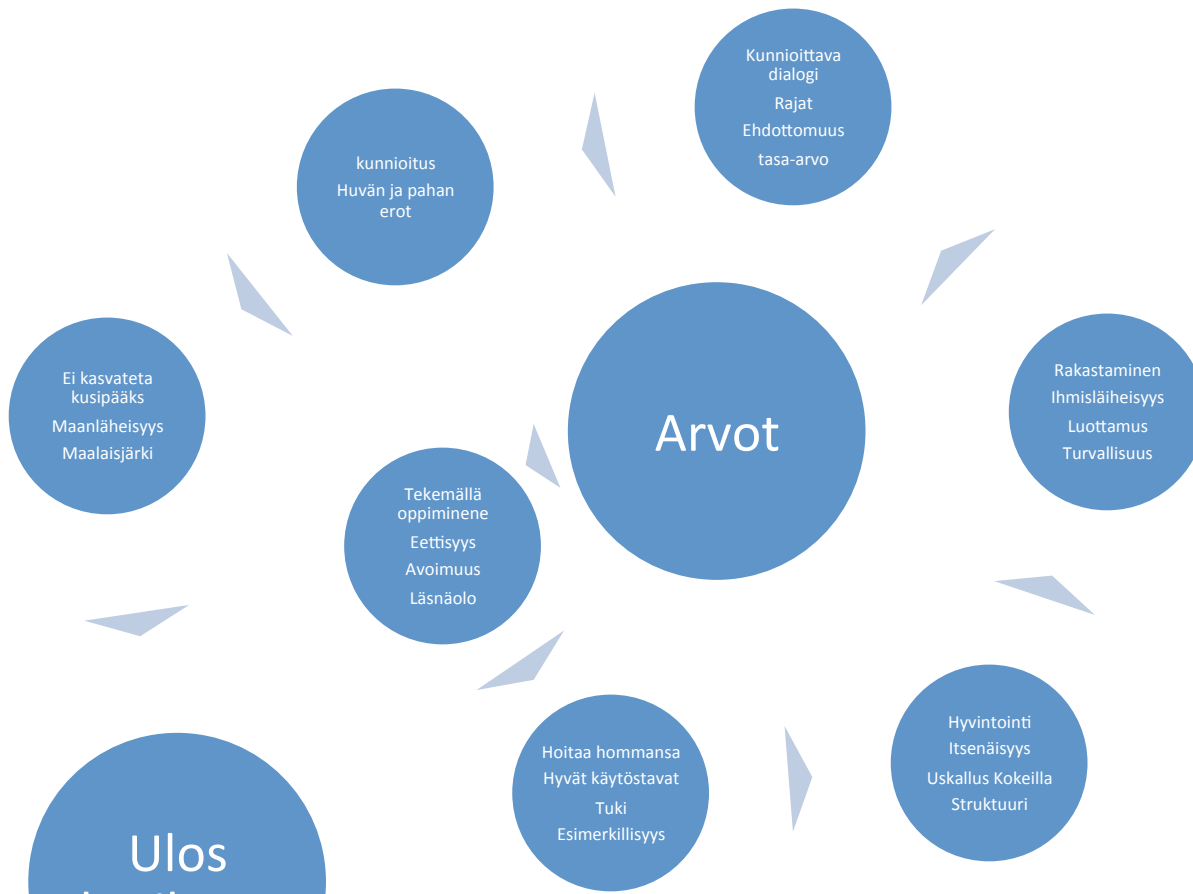 Kunnioittava
dialogi
Rajat
Ehdottomuus
tasa-arvo
kunnioitus
Huvän ja pahan
erot
Ei kasvateta
kusipääks
Maanläheisyys
Maalaisjärki
Arvot
Rakastaminen
Ihmisläiheisyys
Luottamus
Turvallisuus
Tekemällä
oppiminene
Eettisyys
Avoimuus
Läsnäolo
Hoitaa hommansa
Hyvät käytöstavat
Tuki
Esimerkillisyys
Hyvintointi
Itsenäisyys
Uskallus Kokeilla
Struktuuri
Ulos